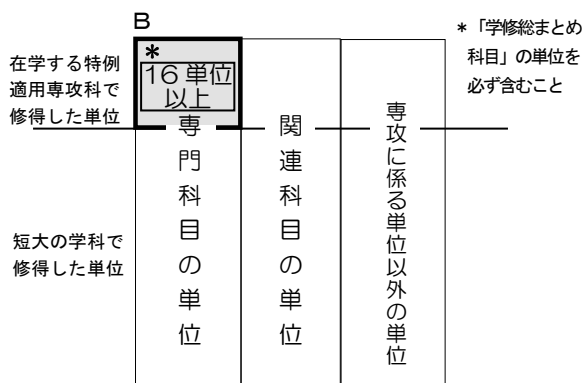 B
*
16単位
以上
在学する特例
適用専攻科で
修得した単位
*「学修総まとめ
科目」の単位を
必ず含むこと
短大の学科で
修得した単位
専門科目の単位
関連科目の単位
専攻に係る単位以外の単位